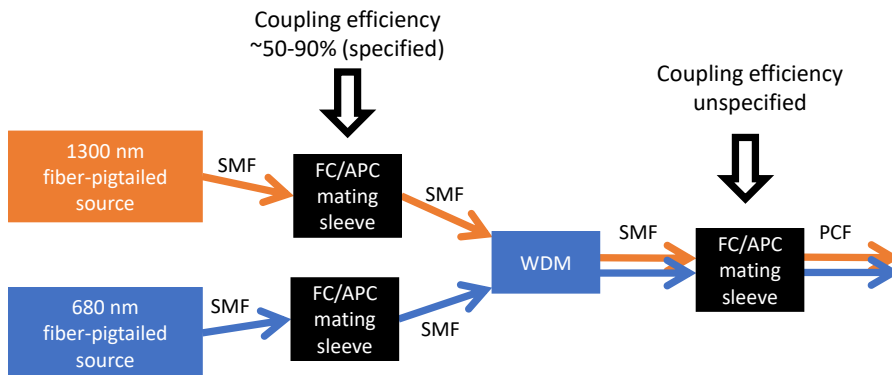 Coupling efficiency
~50-90% (specified)
Coupling efficiency
unspecified
1300 nm
fiber-pigtailed
source
SMF
FC/APC
mating
sleeve
SMF
WDM
SMF
FC/APC
mating
sleeve
PCF
680 nm
fiber-pigtailed
source
SMF
FC/APC
mating
sleeve
SMF